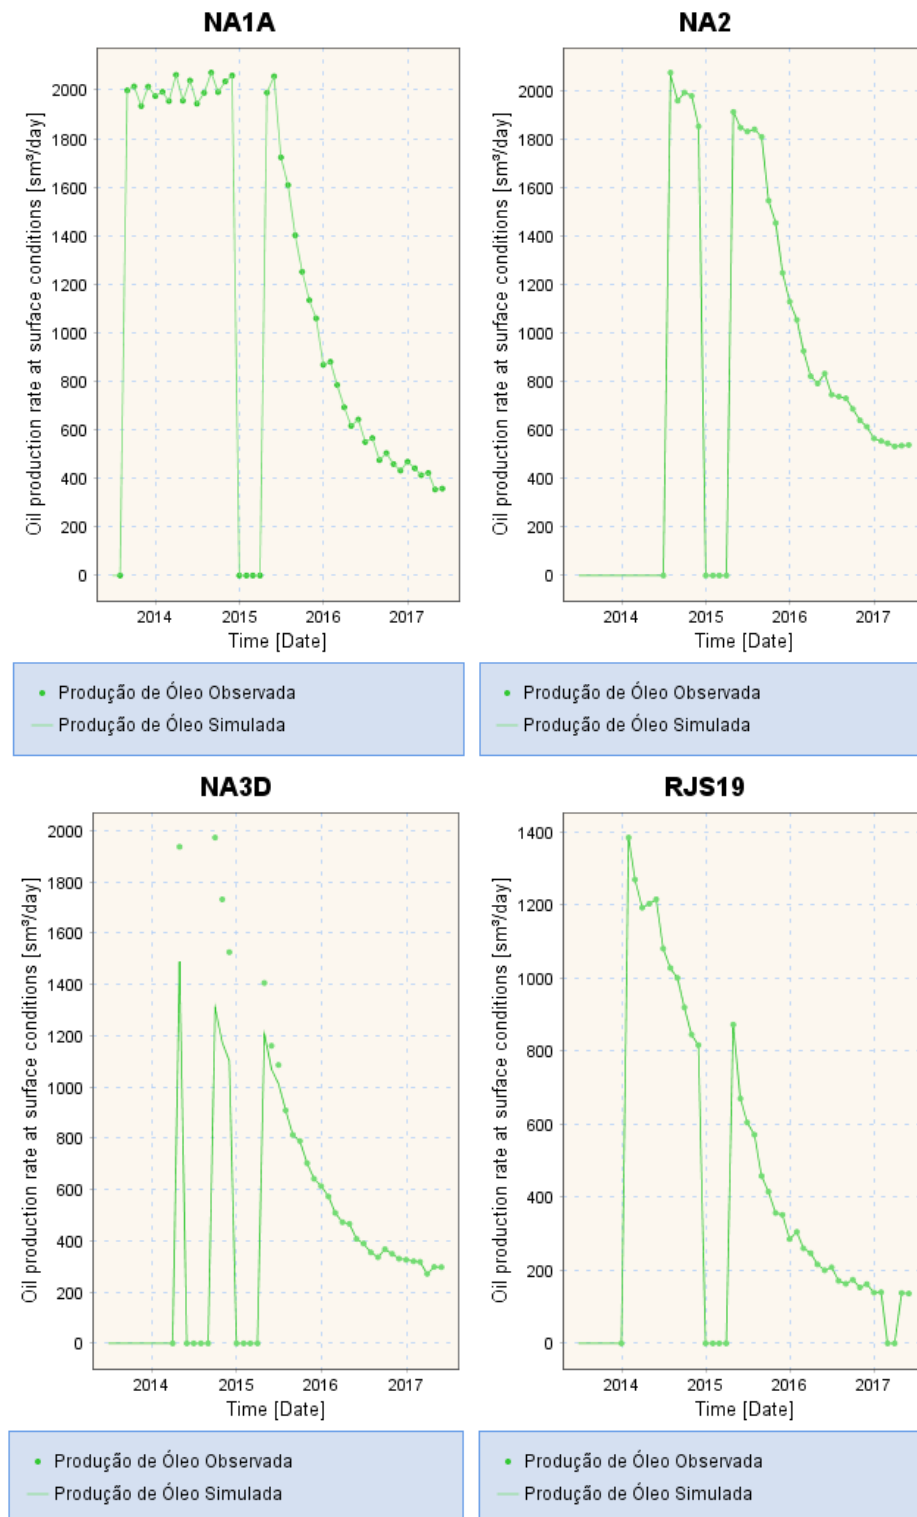 NA1A
Oil production rate at surface conditions [sm³/day]
2000
1800
1600
1400
1200
1000
800
600
400
200
0
2014 2015 2016 2017
Time [Date]
Produção de Óleo Observada
Produção de Óleo Simulada
NA2
Oil production rate at surface conditions [sm³/day]
2000
1800
1600
1400
1200
1000
800
600
400
200
0
2014 2015 2016 2017
Time [Date]
Produção de Óleo Observada
Produção de Óleo Simulada
NA3D
Oil production rate at surface conditions [sm³/day]
2000
1800
1600
1400
1200
1000
800
600
400
200
0
2014 2015 2016 2017
Time [Date]
Produção de Óleo Observada
Produção de Óleo Simulada
RJS19
Oil production rate at surface conditions [sm³/day]
1400
1200
1000
800
600
400
200
0
2014 2015 2016 2017
Time [Date]
Produção de Óleo Observada
Produção de Óleo Simulada